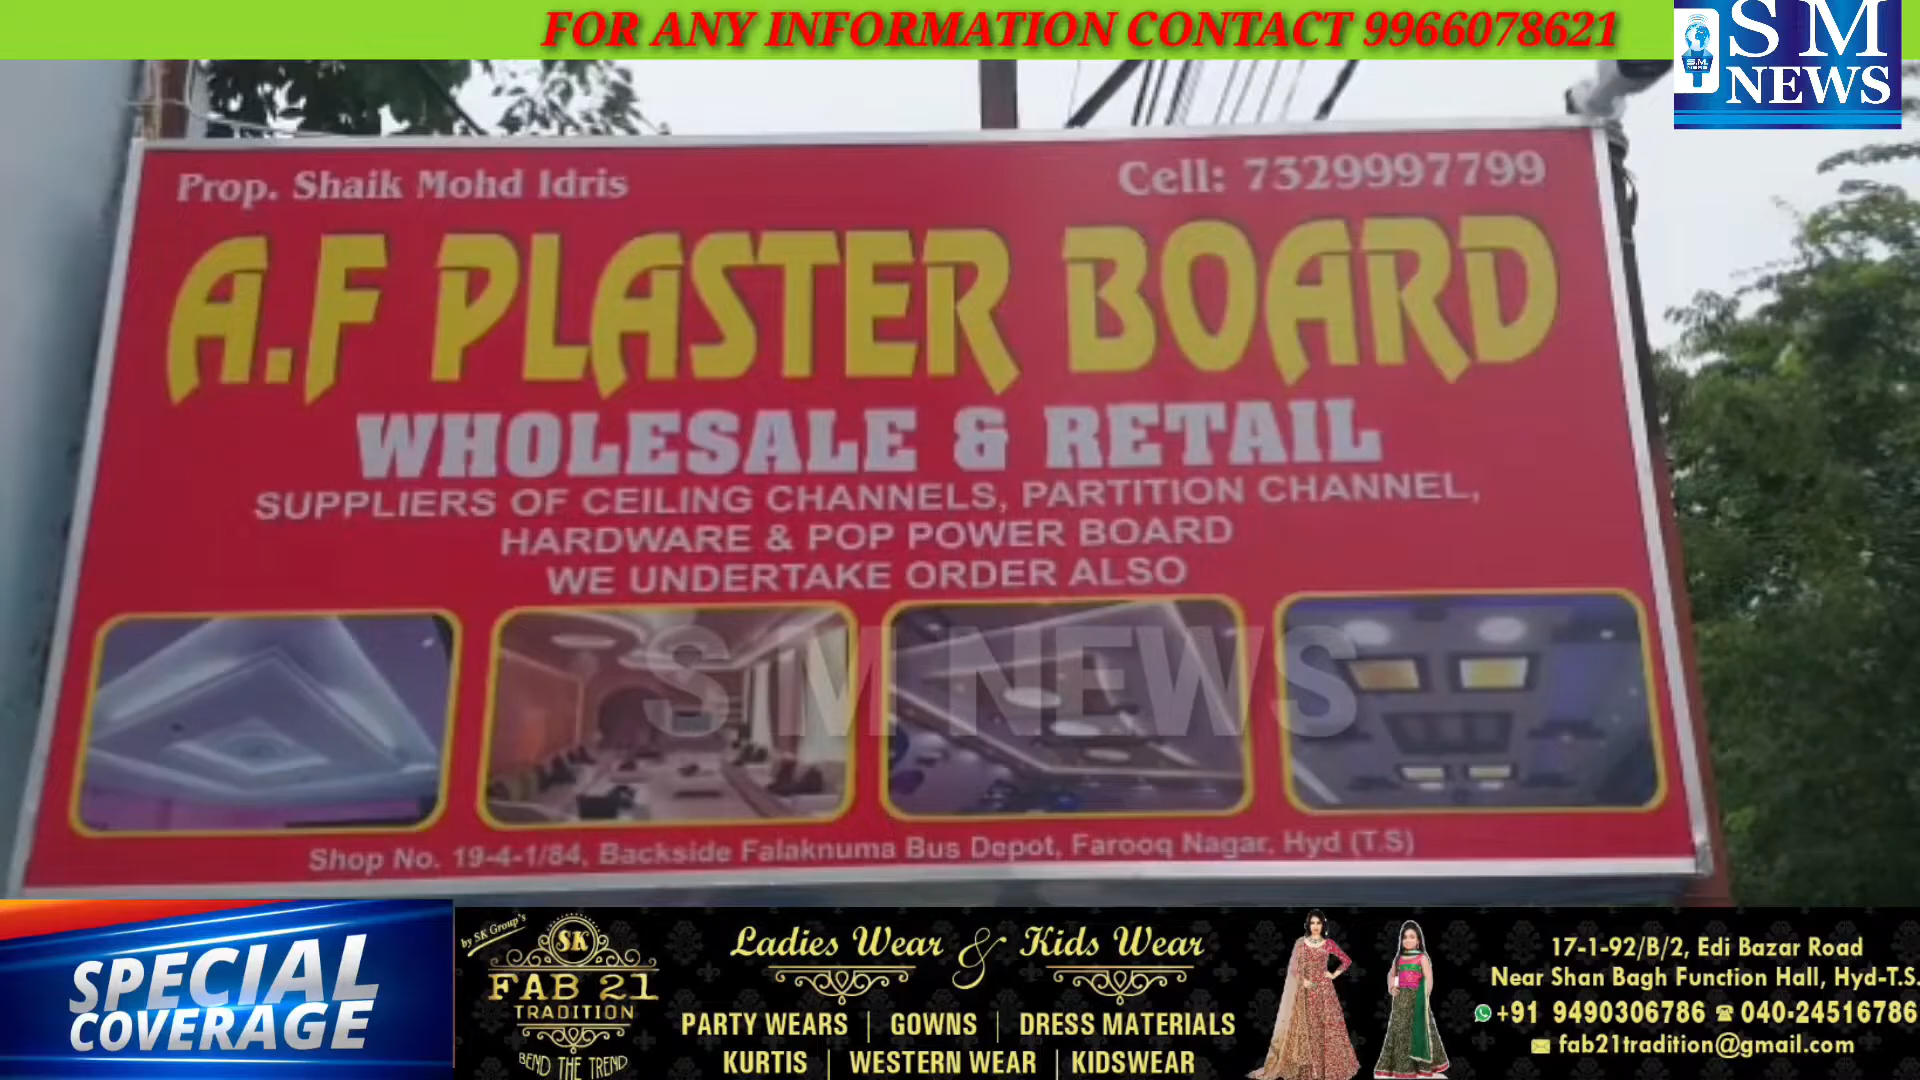 FOR ANY INFORMATION CONTACT 9966078621
S M
NEWS
S.M.
NEWS
Prop. Shaik Mohd Idris
Cell: 7329997799
A.F PLASTER BOARD
WHOLESALE & RETAIL
SUPPLIERS OF CEILING CHANNELS, PARTITION CHANNEL,
HARDWARE & POP POWER BOARD
WE UNDERTAKE ORDER ALSO
S M NEWS
Shop No. 19-4-1/84, Backside Falaknuma Bus Depot, Farooq Nagar, Hyd (T.S)
SPECIAL
COVERAGE
by SK Group's
SK
FAB 21
TRADITION
BEND THE TREND
Ladies Wear & Kids Wear
PARTY WEARS | GOWNS | DRESS MATERIALS
KURTIS | WESTERN WEAR | KIDSWEAR
17-1-92/B/2, Edi Bazar Road
Near Shan Bagh Function Hall, Hyd-T.S.
+91 9490306786 040-24516786
fab21tradition@gmail.com